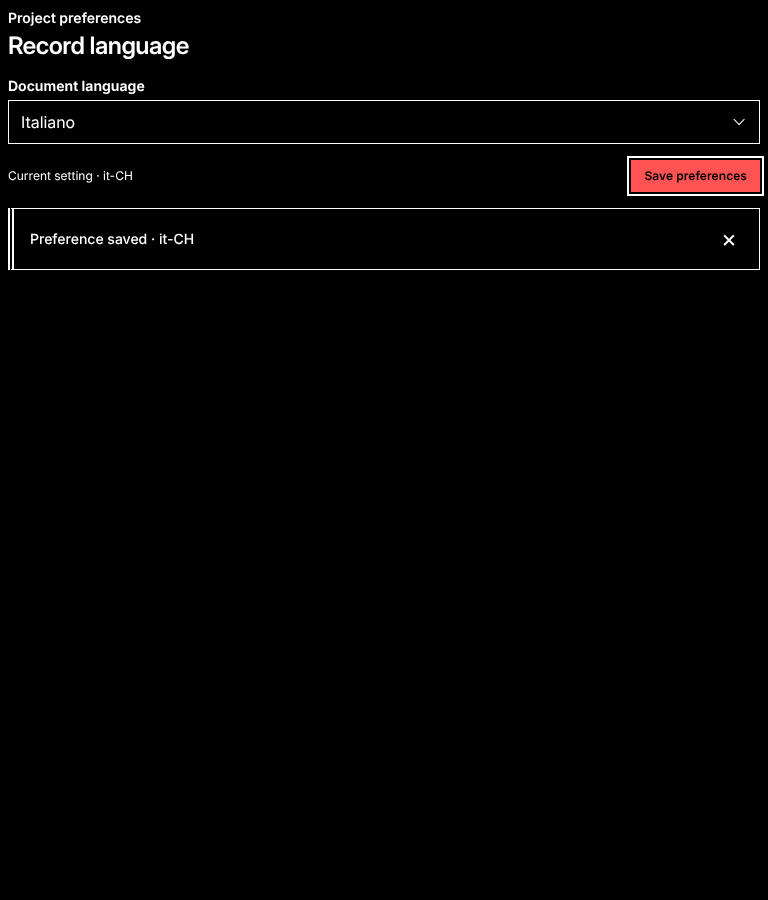 Project preferences
Record language
Document language
Italiano
Current setting · it-CH
Save preferences
Preference saved · it-CH